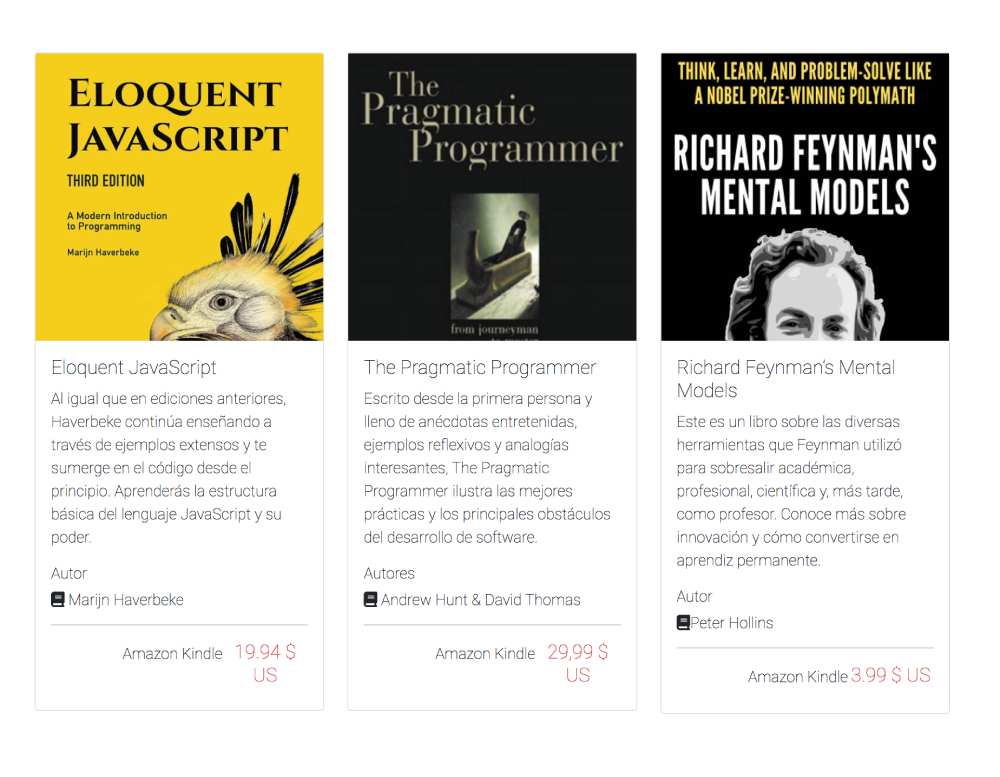 ELOQUENT
JAVASCRIPT
THIRD EDITION
A Modern Introduction
to Programming
Marijn Haverbeke
Eloquent JavaScript
Al igual que en ediciones anteriores,
Haverbeke continúa enseñando a
través de ejemplos extensos y te
sumerge en el código desde el
principio. Aprenderás la estructura
básica del lenguaje JavaScript y su
poder.
Autor
Marijn Haverbeke
Amazon Kindle 19.94 $
US
The
Pragmatic
Programmer
from journeyman
The Pragmatic Programmer
Escrito desde la primera persona y
lleno de anécdotas entretenidas,
ejemplos reflexivos y analogías
interesantes, The Pragmatic
Programmer ilustra las mejores
prácticas y los principales obstáculos
del desarrollo de software.
Autores
Andrew Hunt & David Thomas
Amazon Kindle 29,99 $
US
THINK, LEARN, AND PROBLEM-SOLVE LIKE
A NOBEL PRIZE-WINNING POLYMATH
RICHARD FEYNMAN'S
MENTAL MODELS
Richard Feynman's Mental
Models
Este es un libro sobre las diversas
herramientas que Feynman utilizó
para sobresalir académica,
profesional, científica y, más tarde,
como profesor. Conoce más sobre
innovación y cómo convertirse en
aprendiz permanente.
Autor
Peter Hollins
Amazon Kindle 3.99 $ US